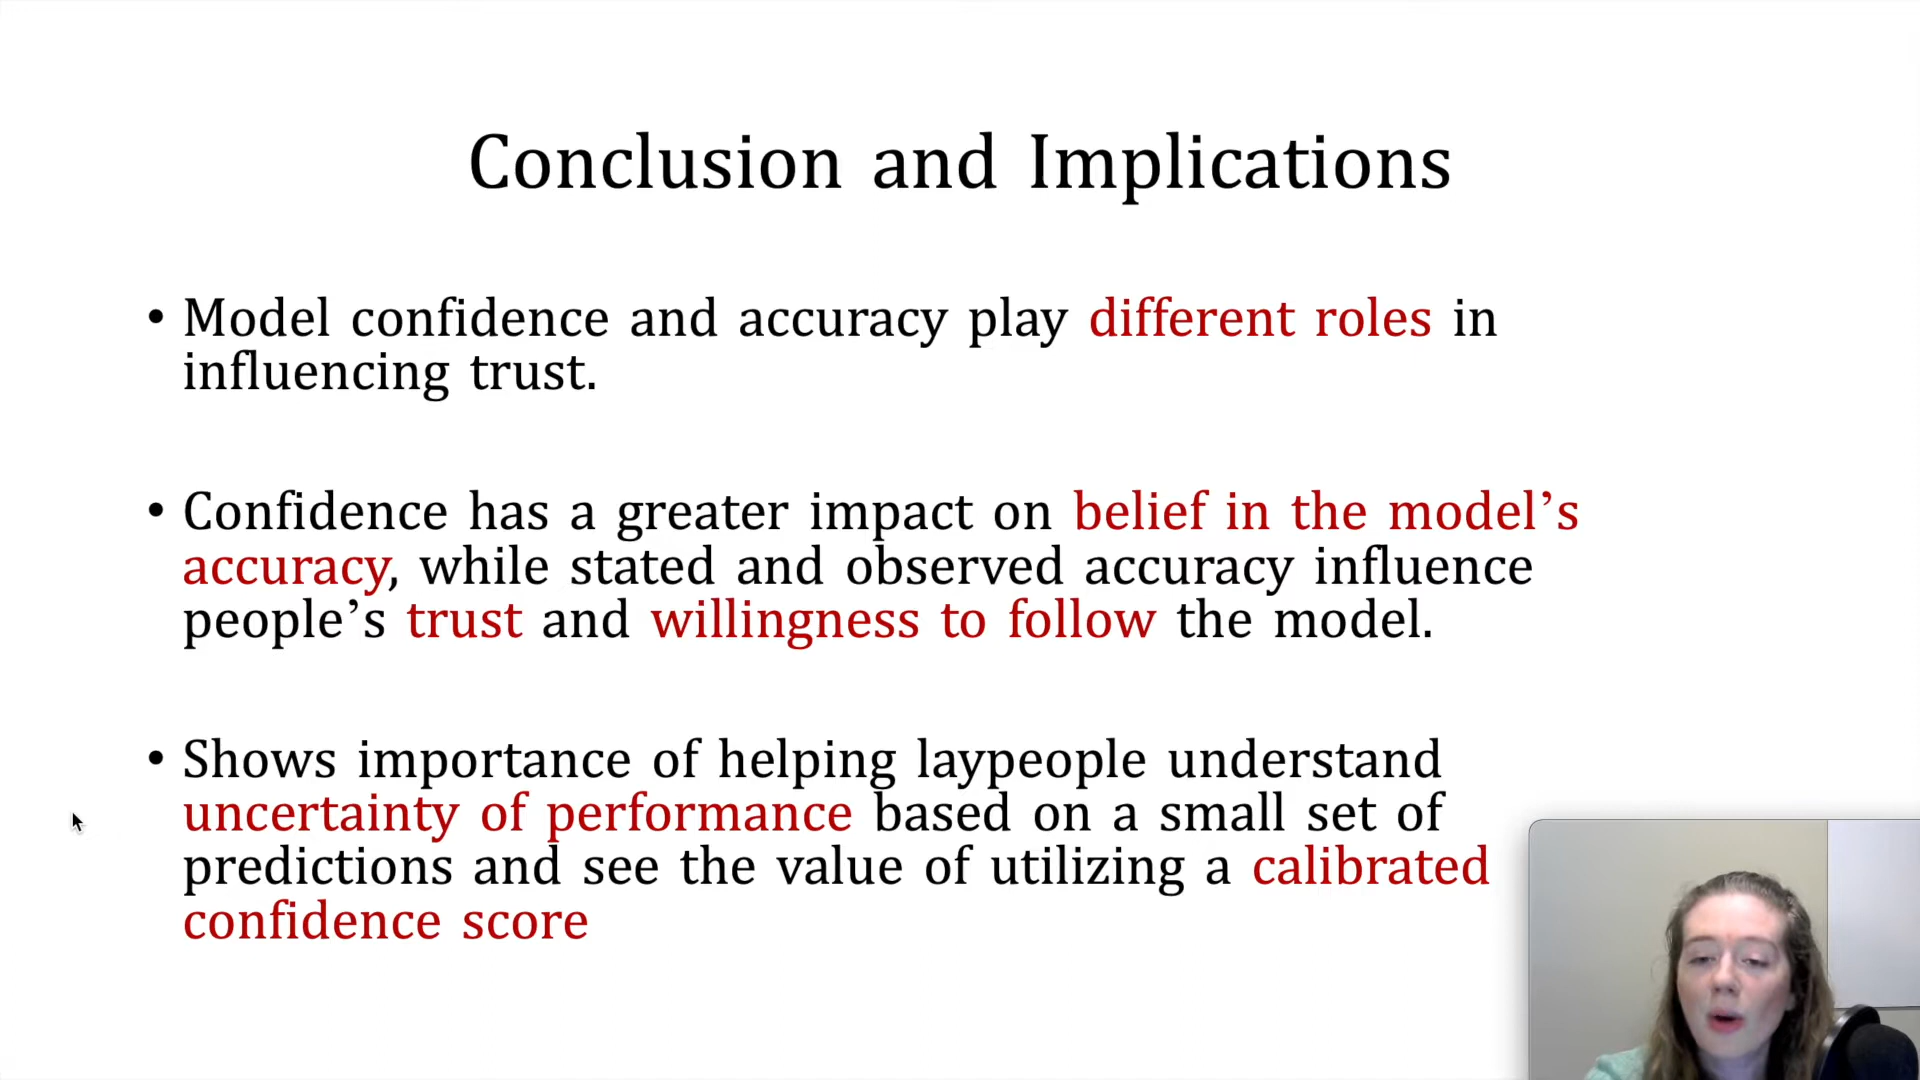 Conclusion and Implications
• Model confidence and accuracy play different roles in
influencing trust.
• Confidence has a greater impact on belief in the model’s
accuracy, while stated and observed accuracy influence
people’s trust and willingness to follow the model.
• Shows importance of helping laypeople understand
uncertainty of performance based on a small set of
predictions and see the value of utilizing a calibrated
confidence score